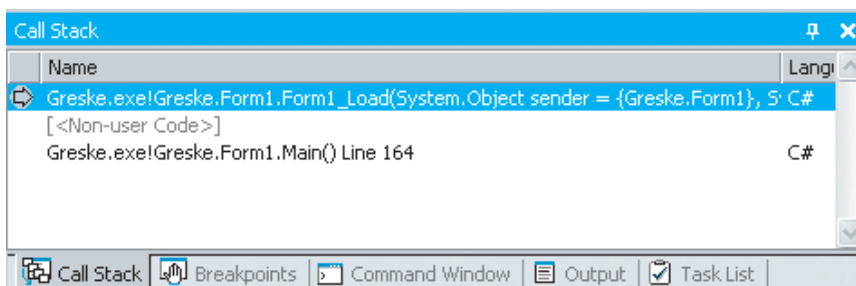 Call Stack
Name Langu
Greske.exe!Greske.Form1.Form1_Load(System.Object sender = {Greske.Form1}, S C#
[<Non-user Code>]
Greske.exe!Greske.Form1.Main() Line 164 C#
Call Stack Breakpoints Command Window Output Task List